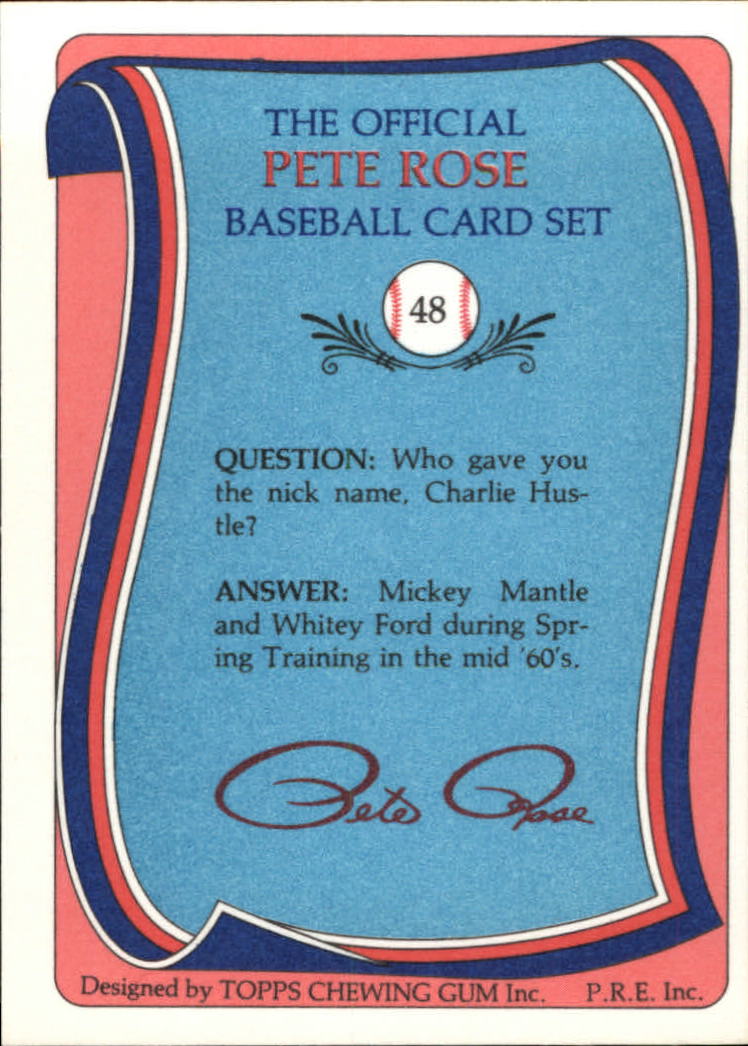 THE OFFICIAL
PETE ROSE
BASEBALL CARD SET
48
QUESTION: Who gave you
the nick name, Charlie Hus-
tle?
ANSWER: Mickey Mantle
and Whitey Ford during Spr-
ing Training in the mid '60's.
Pete Rose
Designed by TOPPS CHEWING GUM Inc. P.R.E. Inc.